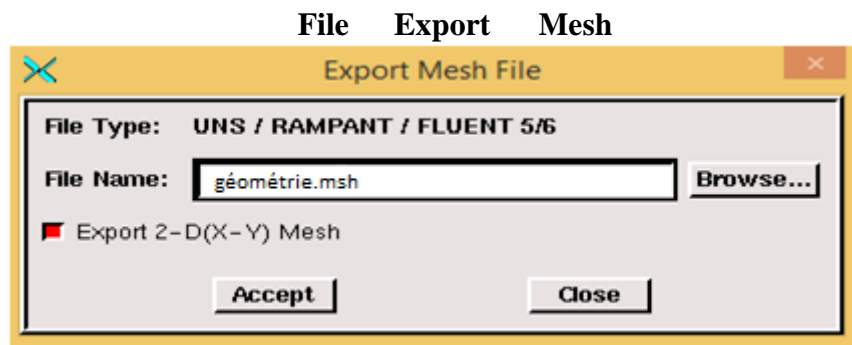 File Export Mesh
Export Mesh File
File Type: UNS / RAMPANT / FLUENT 5/6
File Name: géométrie.msh Browse...
Export 2-D(X-Y) Mesh
Accept Close